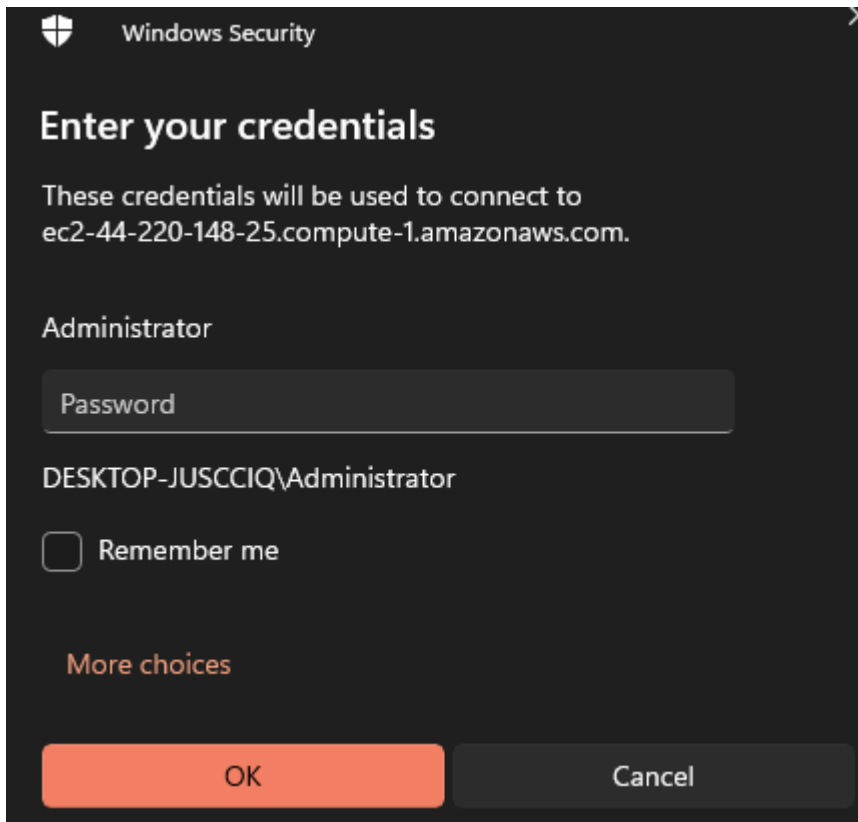 Windows Security
Enter your credentials
These credentials will be used to connect to
ec2-44-220-148-25.compute-1.amazonaws.com.
Administrator
Password
DESKTOP-JUSCCIQ\Administrator
Remember me
More choices
OK Cancel